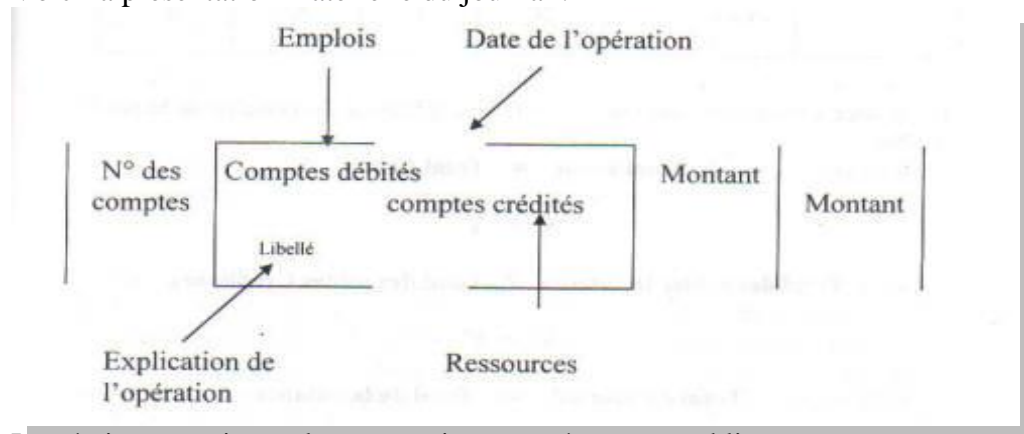 Emplois
Date de l'opération
N° des
comptes
Comptes débités
comptes crédités
Montant
Montant
Libellé
Explication de
l'opération
Ressources